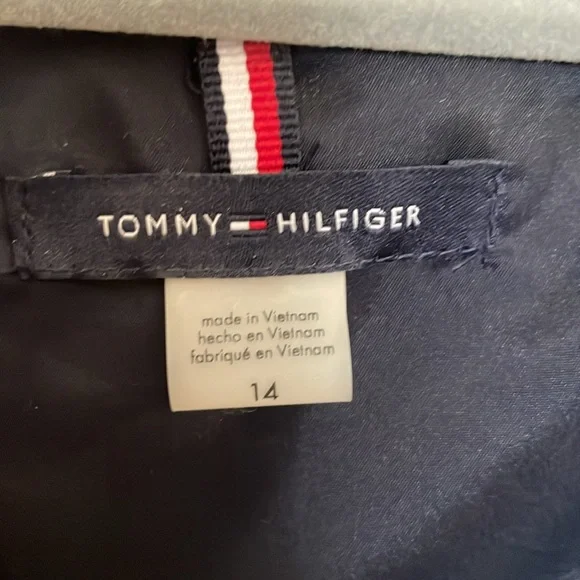 TOMMY HILFIGER
made in Vietnam
hecho en Vietnam
fabriqué en Vietnam
14